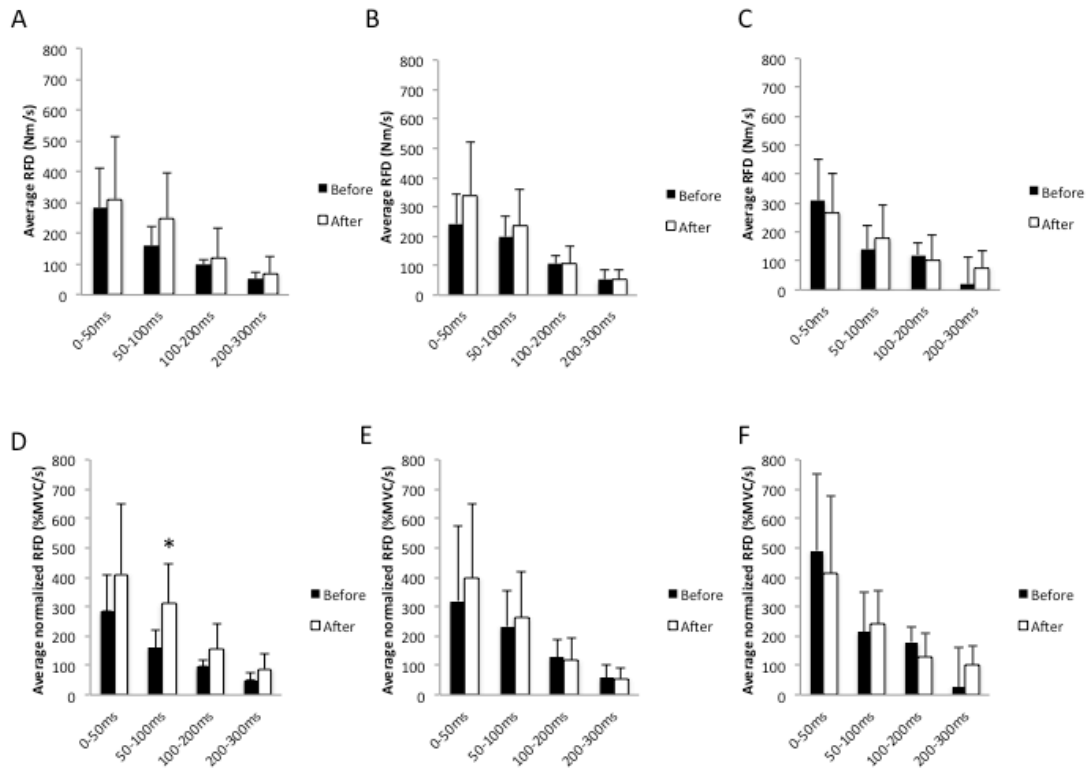 A
Average RFD (Nm/s)
800
700
600
500
400
300
200
100
0
0-50ms
50-100ms
100-200ms
200-300ms
Before
After
B
Average RFD (Nm/s)
800
700
600
500
400
300
200
100
0
0-50ms
50-100ms
100-200ms
200-300ms
Before
After
C
Average RFD (Nm/s)
800
700
600
500
400
300
200
100
0
0-50ms
50-100ms
100-200ms
200-300ms
Before
After
D
Average normalized RFD (%MVC/s)
800
700
600
500
400
300
200
100
0
*
0-50ms
50-100ms
100-200ms
200-300ms
Before
After
E
Average normalized RFD (%MVC/s)
800
700
600
500
400
300
200
100
0
0-50ms
50-100ms
100-200ms
200-300ms
Before
After
F
Average normalized RFD (%MVC/s)
800
700
600
500
400
300
200
100
0
0-50ms
50-100ms
100-200ms
200-300ms
Before
After